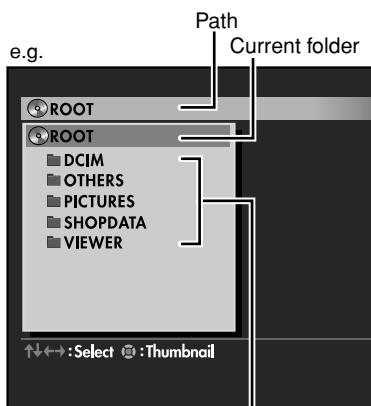 Path
Current folder
e.g.
ROOT
ROOT
DCIM
OTHERS
PICTURES
SHOPDATA
VIEWER
↑↓←→:Select :Thumbnail